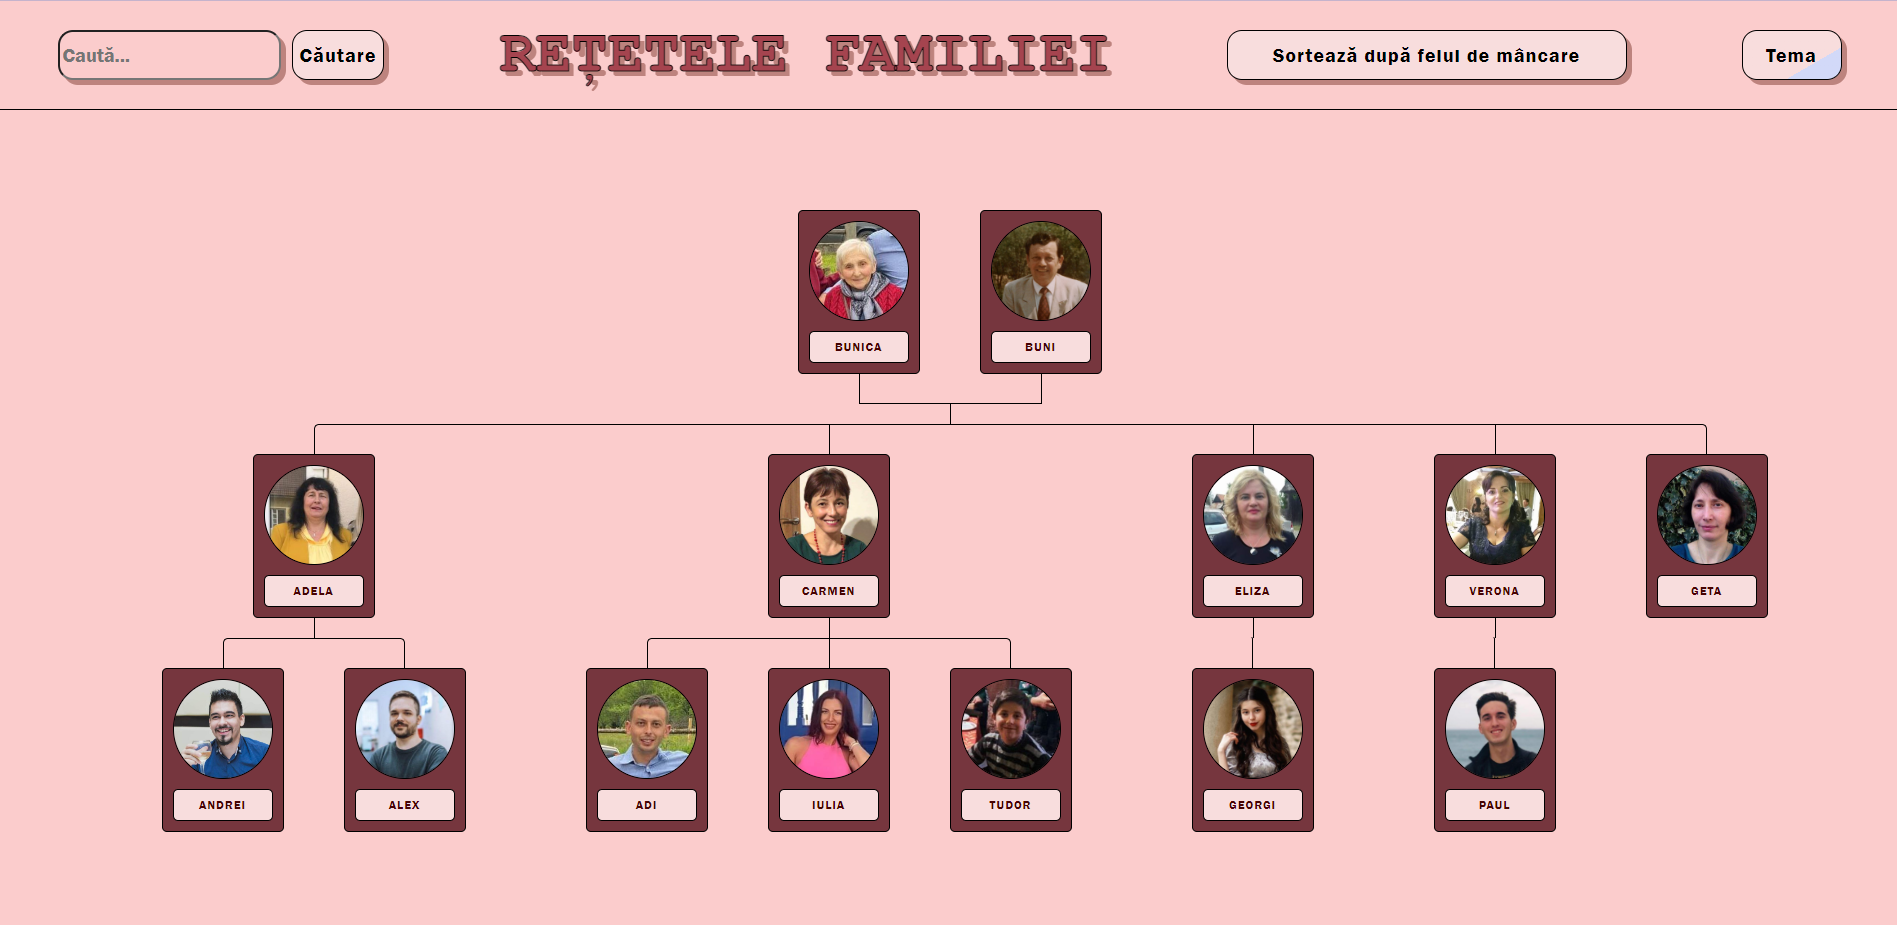 Caută...
Căutare
REȚETELE FAMILIEI
Sortează după felul de mâncare
Tema
BUNICA
BUNI
ADELA
CARMEN
ELIZA
VERONA
GETA
ANDREI
ALEX
ADI
IULIA
TUDOR
GEORGI
PAUL